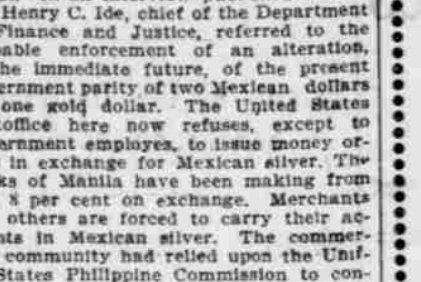 Henry C. Ide, chief of the Department
Finance and Justice, referred to the
able enforcement of an alteration,
he immediate future, of the present
ernment parity of two Mexican dollars
one gold dollar. The United States
office here now refuses, except to
ernment employes, to issue money or-
in exchange for Mexican silver. The
ks of Manila have been making from
8 per cent on exchange. Merchants
others are forced to carry their ac-
nts in Mexican silver. The commer-
community had relied upon the Unit-
States Philippine Commission to con-